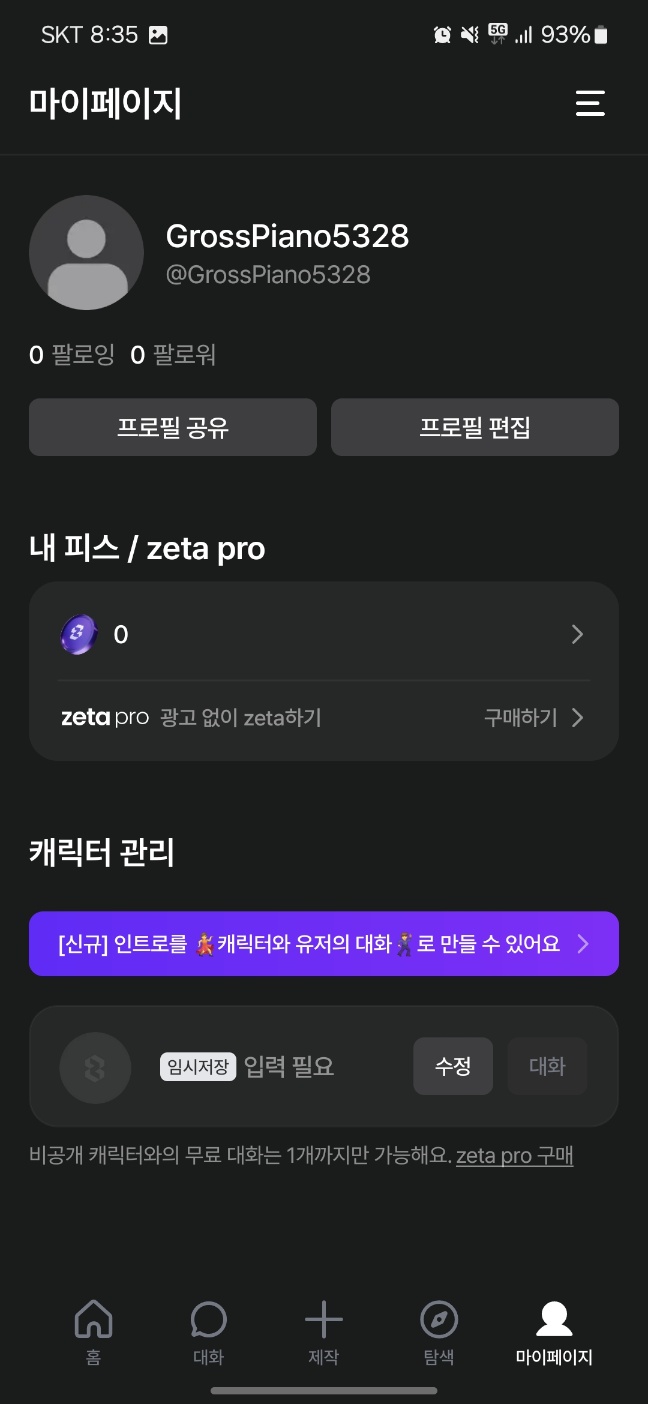 SKT 8:35 5G 93%
마이페이지
GrossPiano5328
@GrossPiano5328
0 팔로잉 0 팔로워
프로필 공유 프로필 편집
내 피스 / zeta pro
0
zeta pro 광고 없이 zeta하기 구매하기
캐릭터 관리
[신규] 인트로를 💃캐릭터와 유저의 대화🕺로 만들 수 있어요
임시저장 입력 필요 수정 대화
비공개 캐릭터와의 무료 대화는 1개까지만 가능해요. zeta pro 구매
홈 대화 제작 탐색 마이페이지